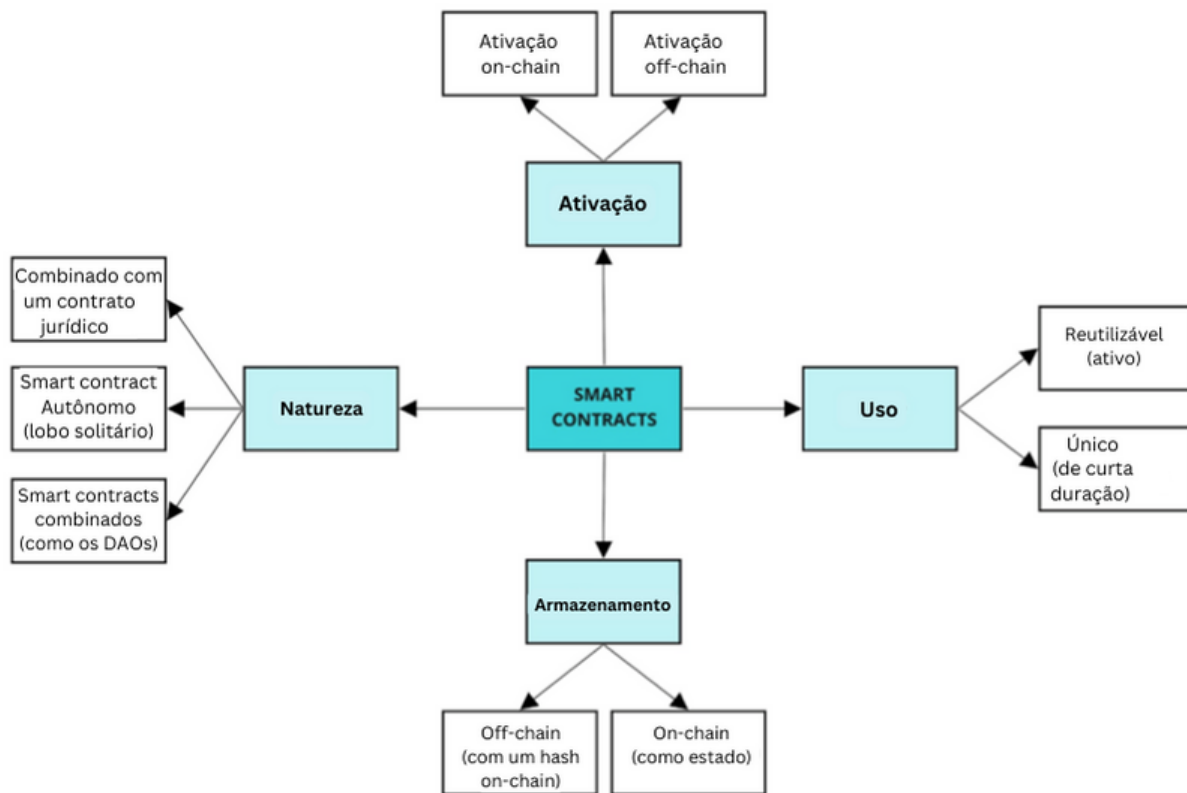 Ativação
on-chain
Ativação
off-chain
Ativação
Combinado com
um contrato
jurídico
Smart contract
Autônomo
(lobo solitário)
Smart contracts
combinados
(como os DAOs)
Natureza
SMART
CONTRACTS
Uso
Reutilizável
(ativo)
Único
(de curta
duração)
Armazenamento
Off-chain
(com um hash
on-chain)
On-chain
(como estado)